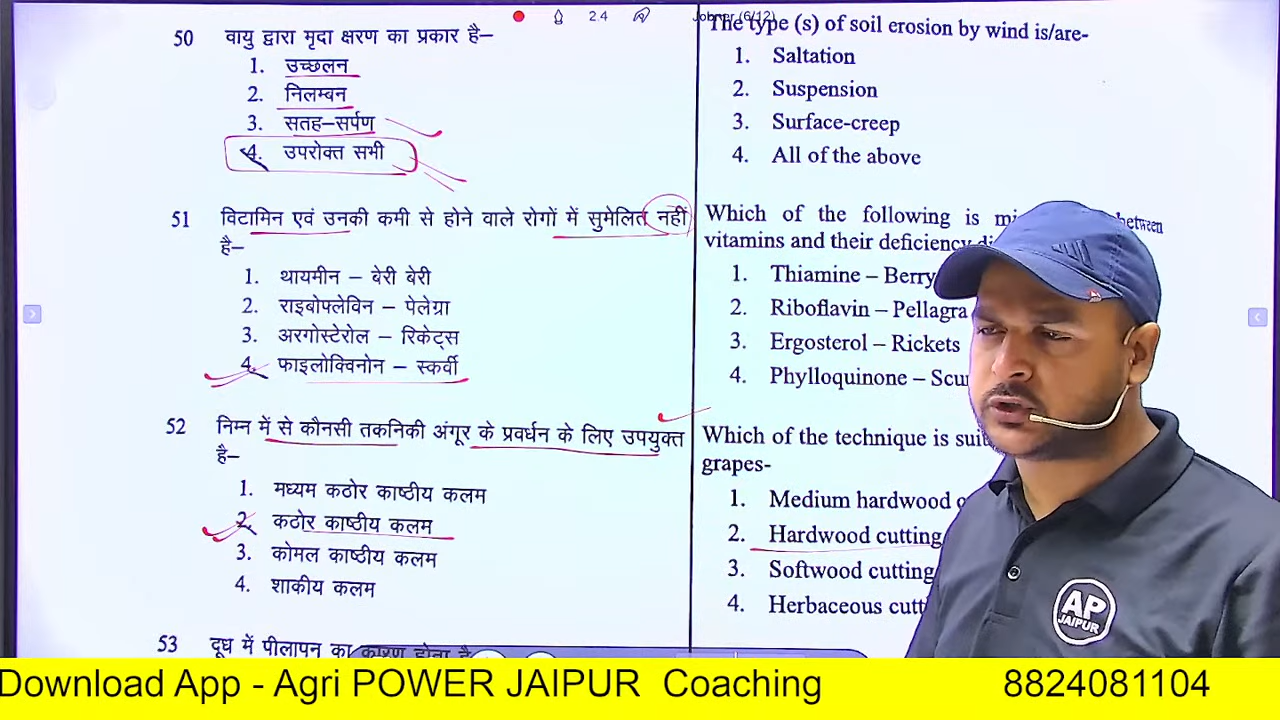 24 Jobner (6/12)
50 वायु द्वारा मृदा क्षरण का प्रकार है–
1. उच्छलन
2. निलम्बन
3. सतह–सर्पण
4. उपरोक्त सभी
The type (s) of soil erosion by wind is/are-
1. Saltation
2. Suspension
3. Surface-creep
4. All of the above
51 विटामिन एवं उनकी कमी से होने वाले रोगों में सुमेलित नहीं
है–
1. थायमीन – बेरी बेरी
2. राइबोफ्लेविन – पेलेग्रा
3. अरगोस्टेरोल – रिकेट्स
4. फाइलोक्विनोन – स्कर्वी
Which of the following is between
vitamins and their deficiency
1. Thiamine – Berry
2. Riboflavin – Pellagra
3. Ergosterol – Rickets
4. Phylloquinone –
52 निम्न में से कौनसी तकनिकी अंगूर के प्रवर्धन के लिए उपयुक्त
है–
1. मध्यम कठोर काष्ठीय कलम
2. कठोर काष्ठीय कलम
3. कोमल काष्ठीय कलम
4. शाकीय कलम
Which of the technique is
grapes-
1. Medium hardwood
2. Hardwood cutting
3. Softwood cutting
4. Herbaceous
53 दूध में पीलापन का कारण होता है
AP
JAIPUR
Download App - Agri POWER JAIPUR Coaching 8824081104